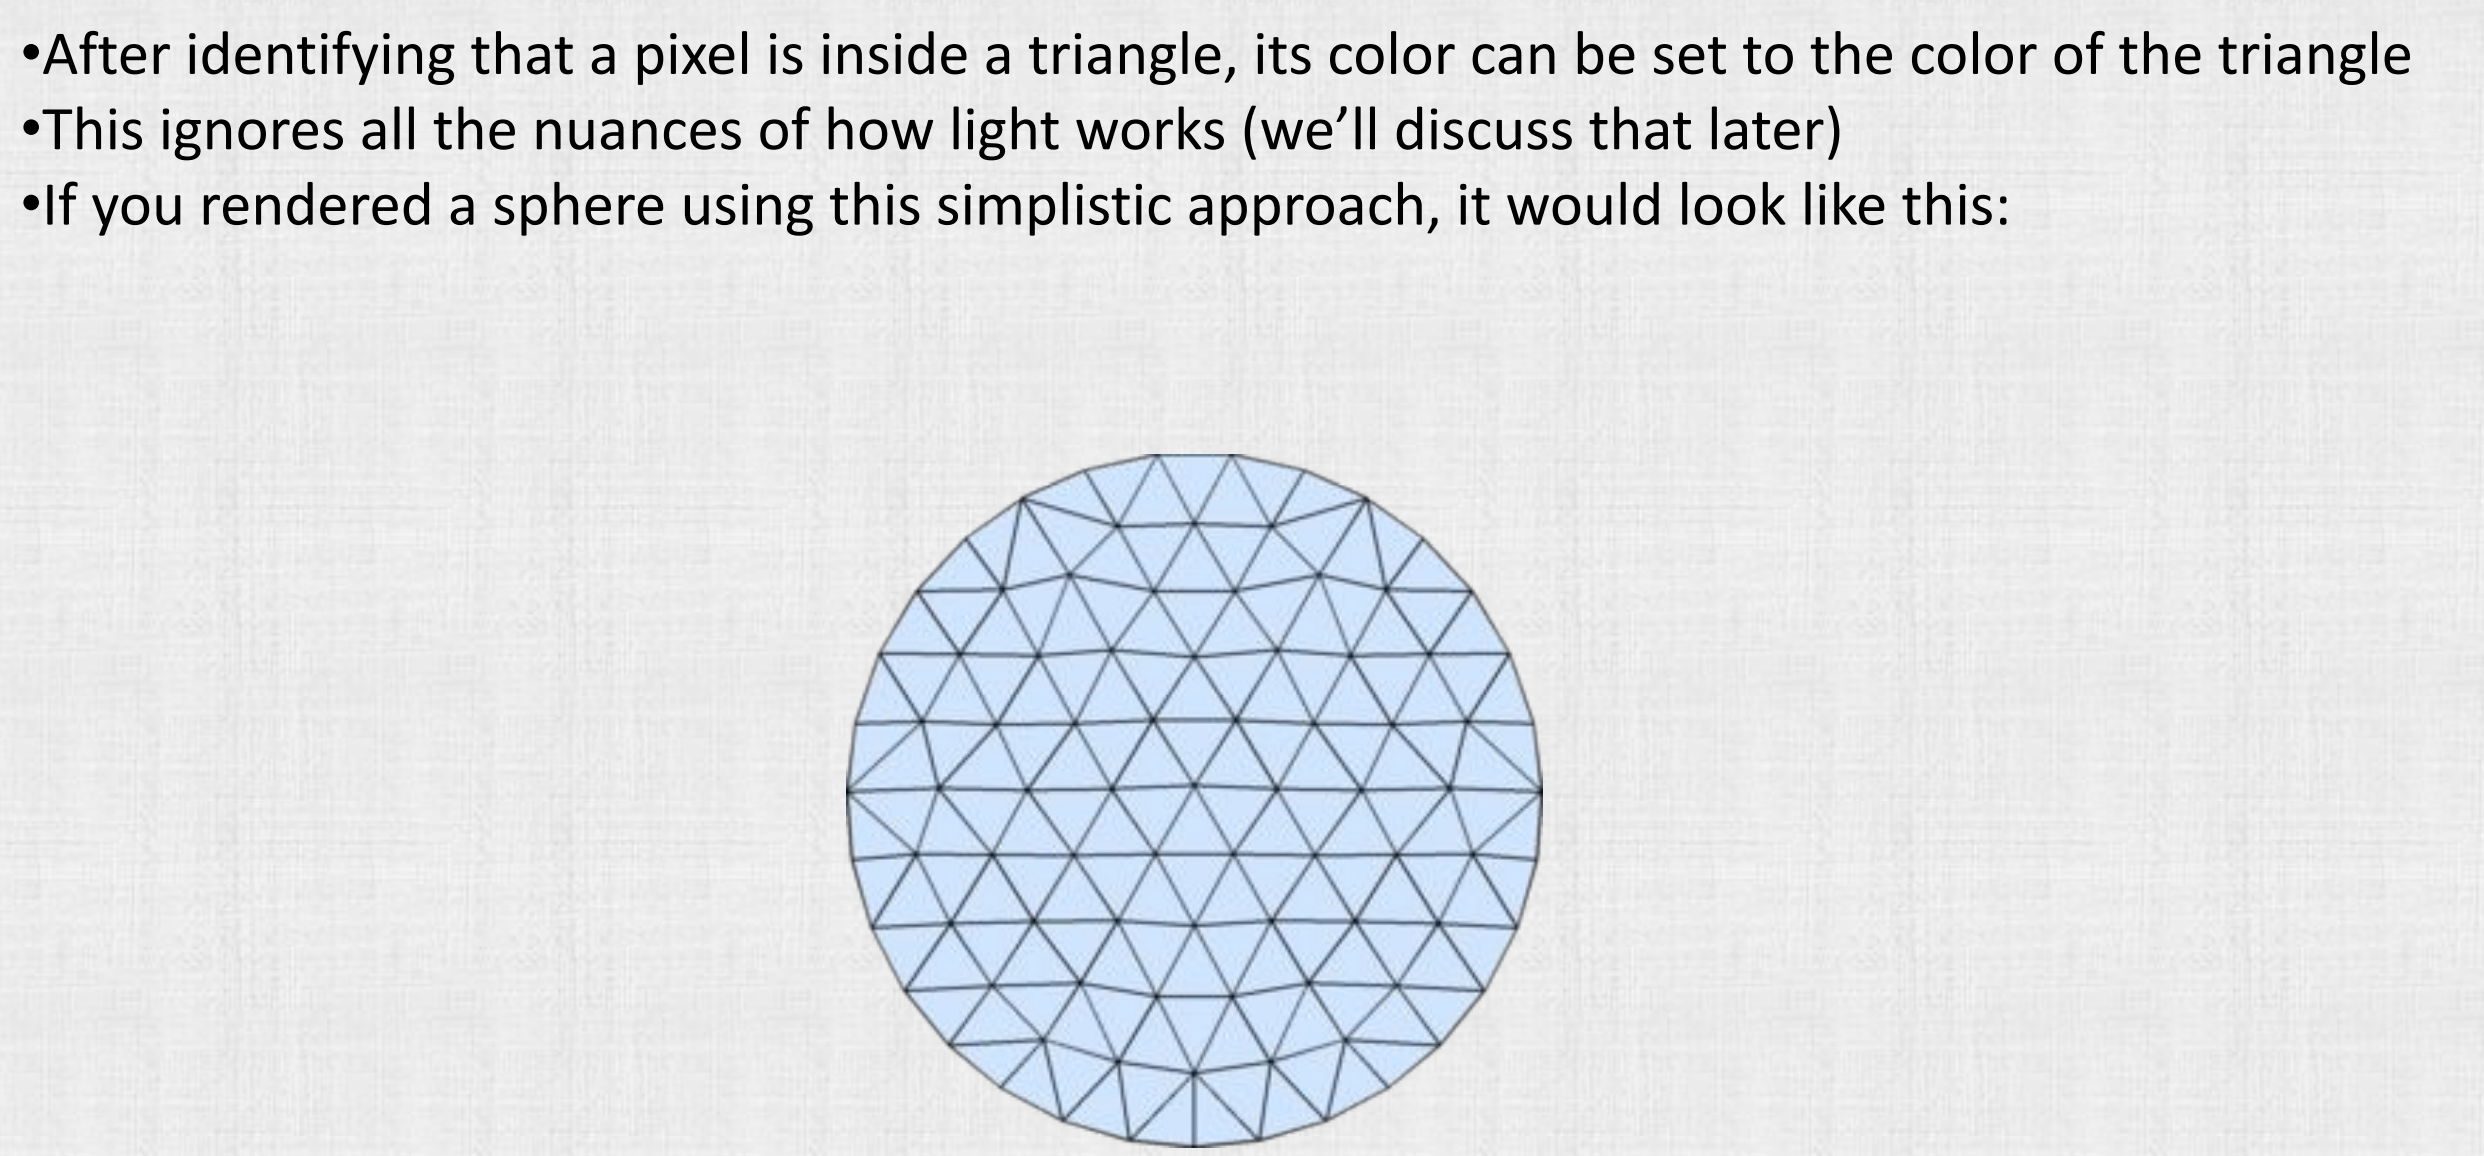 •After identifying that a pixel is inside a triangle, its color can be set to the color of the triangle
•This ignores all the nuances of how light works (we’ll discuss that later)
•If you rendered a sphere using this simplistic approach, it would look like this: